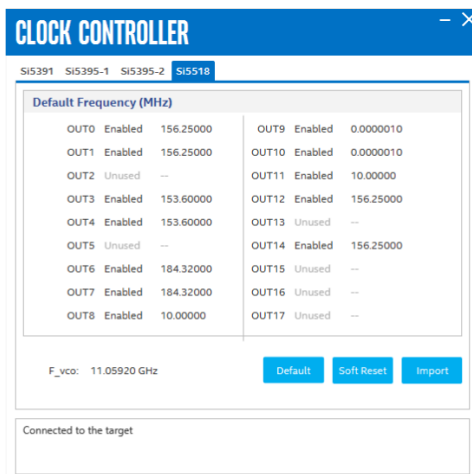 CLOCK CONTROLLER
Si5391 Si5395-1 Si5395-2 Si5518
Default Frequency (MHz)
OUT0 Enabled 156.25000 OUT9 Enabled 0.0000010
OUT1 Enabled 156.25000 OUT10 Enabled 0.0000010
OUT2 Unused -- OUT11 Enabled 10.00000
OUT3 Enabled 153.60000 OUT12 Enabled 156.25000
OUT4 Enabled 153.60000 OUT13 Unused --
OUT5 Unused -- OUT14 Enabled 156.25000
OUT6 Enabled 184.32000 OUT15 Unused --
OUT7 Enabled 184.32000 OUT16 Unused --
OUT8 Enabled 10.00000 OUT17 Unused --
F_vco: 11.05920 GHz Default Soft Reset Import
Connected to the target